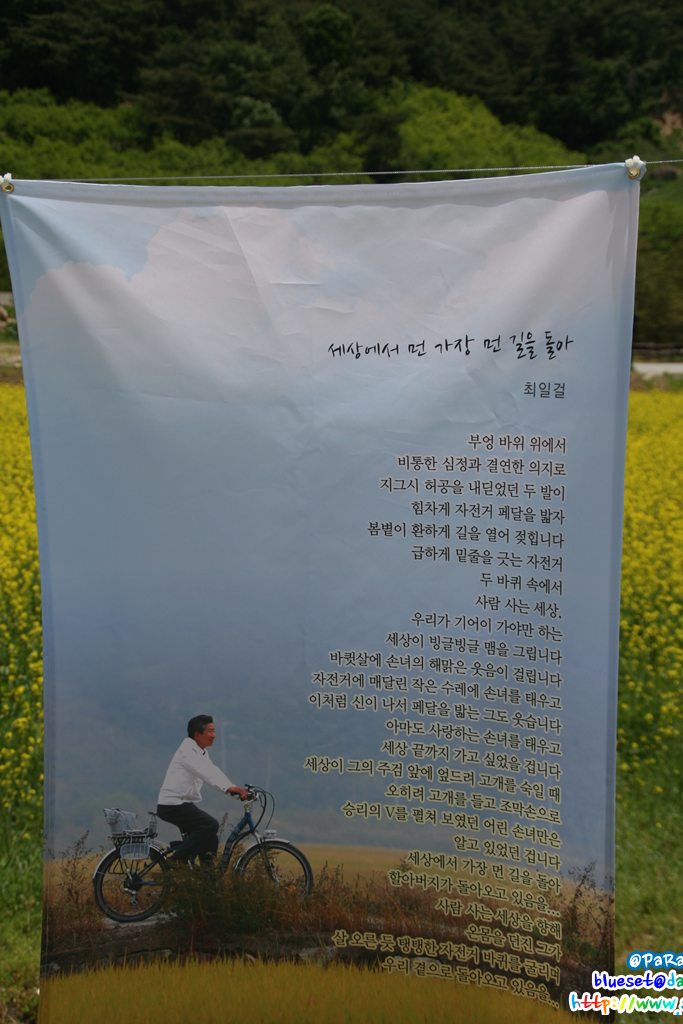 세상에서 먼 가장 먼 길을 돌아
최일걸
부엉 바위 위에서
비통한 심정과 결연한 의지로
지그시 허공을 내딛었던 두 발이
힘차게 자전거 페달을 밟자
봄볕이 환하게 길을 열어 젖힙니다
급하게 밑줄을 긋는 자전거
두 바퀴 속에서
사람 사는 세상,
우리가 기어이 가야만 하는
세상이 빙글빙글 맴을 그립니다
바큇살에 손녀의 해맑은 웃음이 걸립니다
자전거에 매달린 작은 수레에 손녀를 태우고
이처럼 신이 나서 페달을 밟는 그도 웃습니다
아마도 사랑하는 손녀를 태우고
세상 끝까지 가고 싶었을 겁니다
세상이 그의 주검 앞에 엎드려 고개를 숙일 때
오히려 고개를 들고 조막손으로
승리의 V를 펼쳐 보였던 어린 손녀만은
알고 있었던 겁니다
세상에서 가장 먼 길을 돌아
할아버지가 돌아오고 있음을...
사람 사는 세상을 향해
온몸을 던진 그가
살 오른 듯 탱탱한 자전거 바퀴를 굴리며
우리 곁으로 돌아오고 있음을...
@PaRa
blueset@da
http://www.